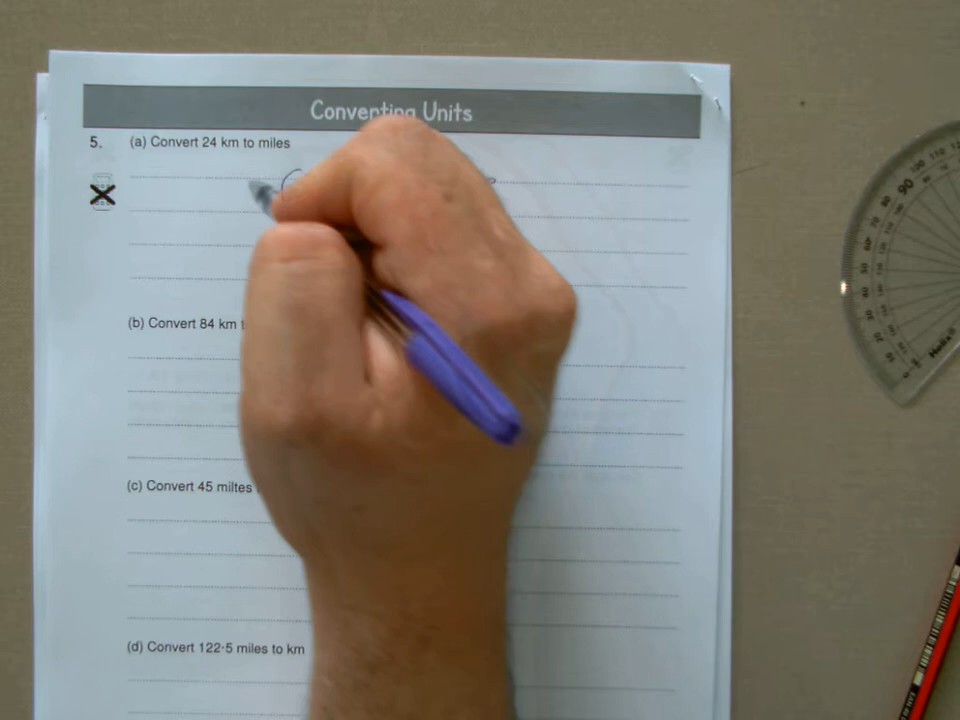 Converting Units
5. (a) Convert 24 km to miles
(b) Convert 84 km
(c) Convert 45 miltes
(d) Convert 122·5 miles to km
Helix